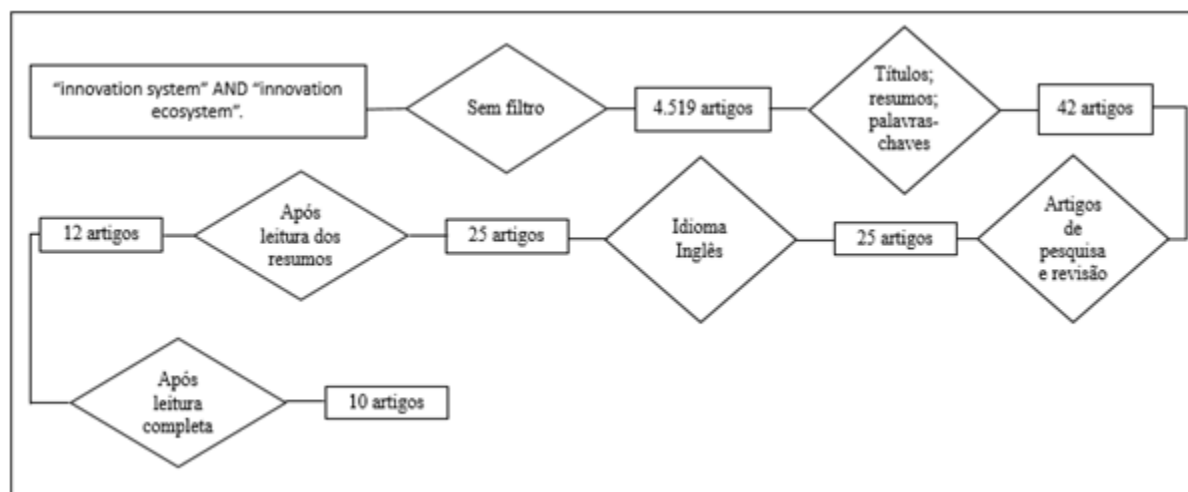 “innovation system” AND “innovation
ecosystem”.
Sem filtro
4.519 artigos
Títulos;
resumos;
palavras-
chaves
42 artigos
Artigos
de
pesquisa
e revisão
25 artigos
Idioma
Inglês
25 artigos
Após
leitura dos
resumos
12 artigos
Após
leitura
completa
10 artigos